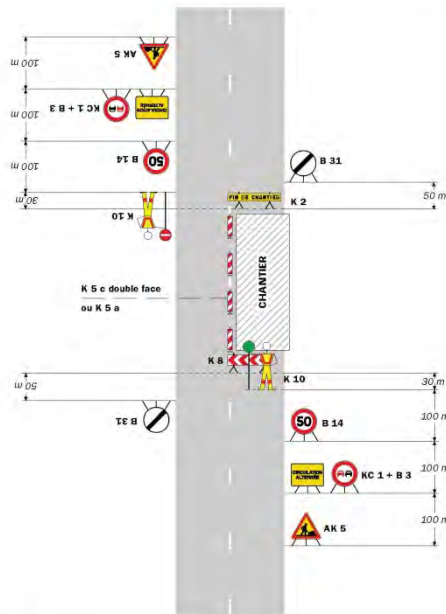 100 m
AK 5
100 m
KC 1 + B 3
CIRCULATION
ALTERNÉE
100 m
B 14
50
30 m
K 10
B 31
50 m
FIN DE CHANTIER
K 2
CHANTIER
K 5 c double face
ou K 5 a
K 8
K 10
50 m
B 31
30 m
50
B 14
100 m
CIRCULATION
ALTERNÉE
KC 1 + B 3
100 m
AK 5
100 m